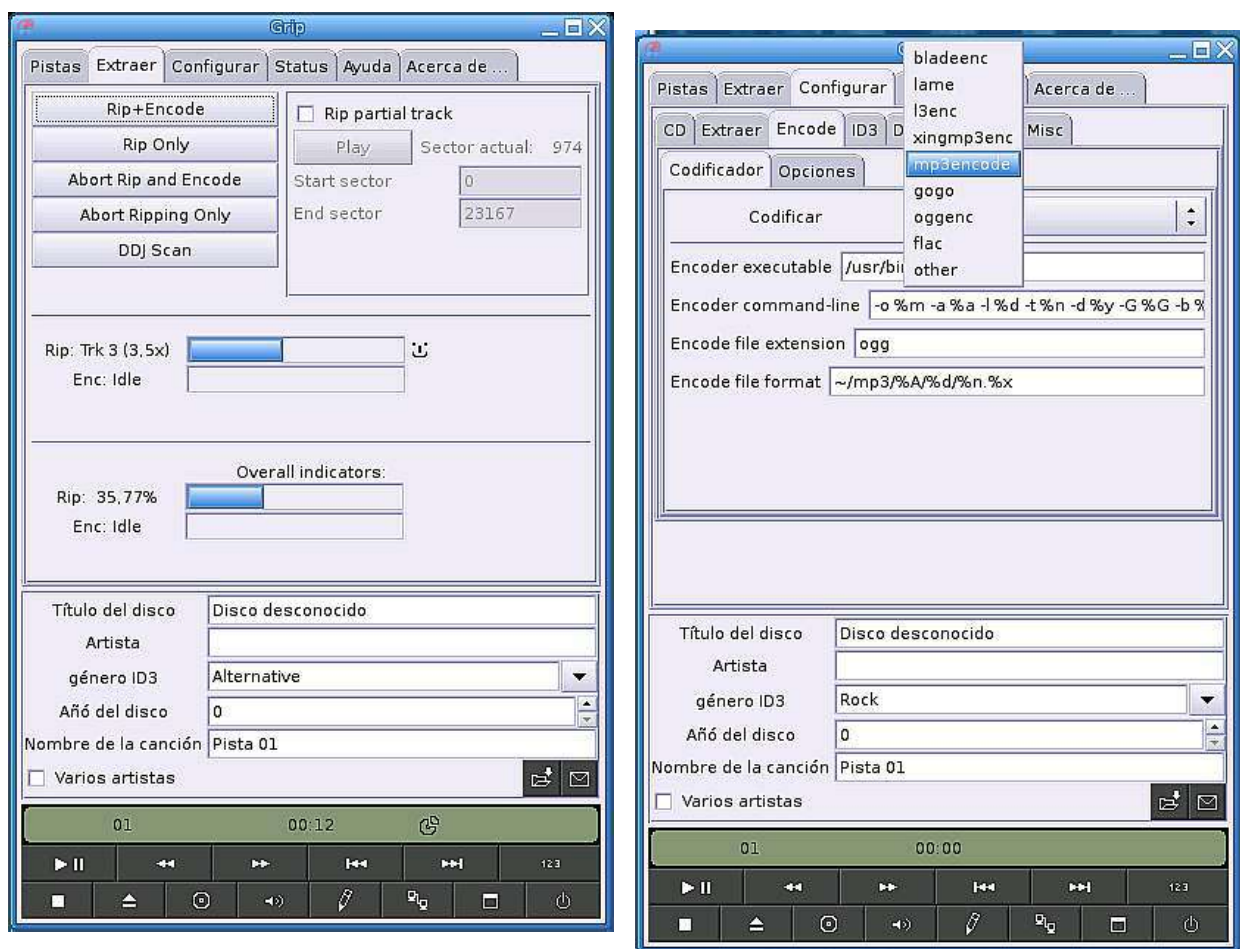 Grip
Pistas Extraer Configurar Status Ayuda Acerca de ...
Rip+Encode
Rip Only
Abort Rip and Encode
Abort Ripping Only
DDJ Scan
Rip partial track
Play Sector actual: 974
Start sector 0
End sector 23167
Rip: Trk 3 (3,5x)
Enc: Idle
Overall indicators:
Rip: 35,77%
Enc: Idle
Título del disco Disco desconocido
Artista
género ID3 Alternative
Añó del disco 0
Nombre de la canción Pista 01
Varios artistas
01 00:12
123
Pistas Extraer Configurar Acerca de ...
CD Extraer Encode ID3 D Misc
Codificador Opciones
Codificar
bladeenc
lame
l3enc
xingmp3enc
mp3encode
gogo
oggenc
flac
other
Encoder executable /usr/bi
Encoder command-line -o %m -a %a -l %d -t %n -d %y -G %G -b %
Encode file extension ogg
Encode file format ~/mp3/%A/%d/%n.%x
Título del disco Disco desconocido
Artista
género ID3 Rock
Añó del disco 0
Nombre de la canción Pista 01
Varios artistas
01 00:00
123